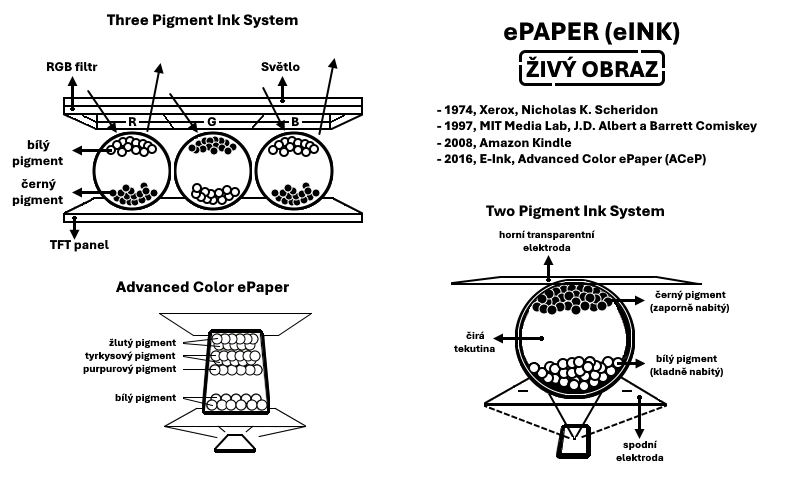 Three Pigment Ink System
RGB filtr
Světlo
R
G
B
bílý
pigment
černý
pigment
TFT panel
ePAPER (eINK)
ŽIVÝ OBRAZ
- 1974, Xerox, Nicholas K. Scheridon
- 1997, MIT Media Lab, J.D. Albert a Barrett Comiskey
- 2008, Amazon Kindle
- 2016, E-Ink, Advanced Color ePaper (ACeP)
Advanced Color ePaper
žlutý pigment
tyrkysový pigment
purpurový pigment
bílý pigment
Two Pigment Ink System
horní transparentní
elektroda
černý pigment
(zaporně nabitý)
čirá
tekutina
bílý pigment
(kladně nabitý)
spodní
elektroda